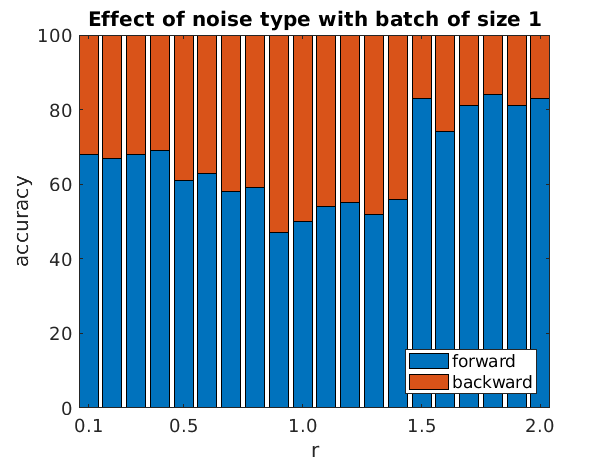 Effect of noise type with batch of size 1
100
80
60
40
20
0
accuracy
forward
backward
0.1 0.5 1.0 1.5 2.0
r